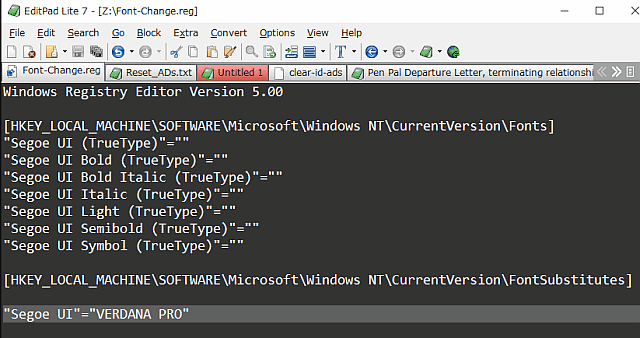 EditPad Lite 7 - [Z:\Font-Change.reg]
File Edit Search Go Block Extra Convert Options View Help
Font-Change.reg Reset_ADs.txt Untitled 1 clear-id-ads Pen Pal Departure Letter, terminating relationshi
Windows Registry Editor Version 5.00
[HKEY_LOCAL_MACHINE\SOFTWARE\Microsoft\Windows NT\CurrentVersion\Fonts]
"Segoe UI (TrueType)"=""
"Segoe UI Bold (TrueType)"=""
"Segoe UI Bold Italic (TrueType)"=""
"Segoe UI Italic (TrueType)"=""
"Segoe UI Light (TrueType)"=""
"Segoe UI Semibold (TrueType)"=""
"Segoe UI Symbol (TrueType)"=""
[HKEY_LOCAL_MACHINE\SOFTWARE\Microsoft\Windows NT\CurrentVersion\FontSubstitutes]
"Segoe UI"="VERDANA PRO"